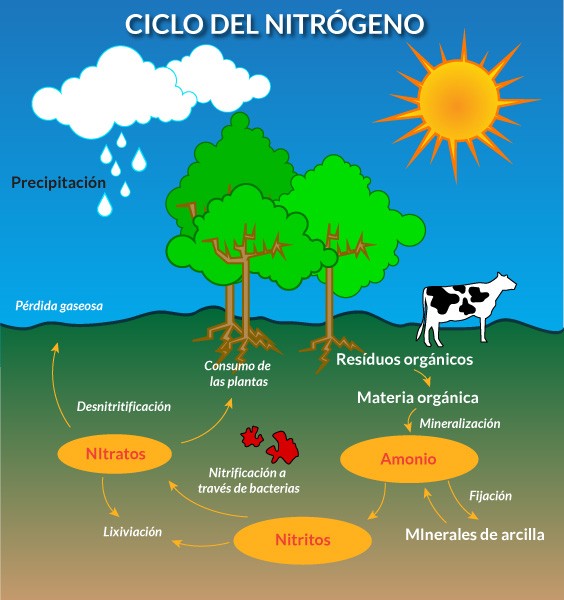 CICLO DEL NITRÓGENO
Precipitación
Pérdida gaseosa
Consumo de
las plantas
Resíduos orgánicos
Materia orgánica
Desnitritificación
Mineralización
NItratos
Amonio
Nitrificación a
través de bacterias
Fijación
Lixiviación
Nitritos
MInerales de arcilla